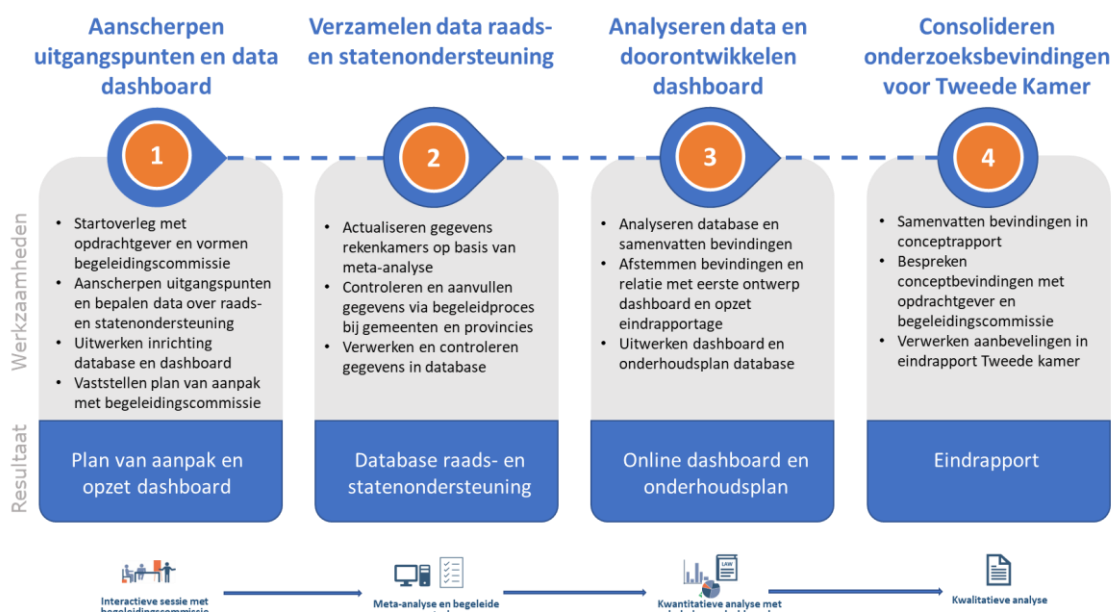 Aanscherpen
uitgangspunten en data
dashboard
Verzamelen data raads-
en statenondersteuning
Analyseren data en
doorontwikkelen
dashboard
Consolideren
onderzoeksbevindingen
voor Tweede Kamer
1
2
3
4
Werkzaamheden
• Startoverleg met
opdrachtgever en vormen
begeleidingscommissie
• Aanscherpen uitgangspunten
en bepalen data over raads-
en statenondersteuning
• Uitwerken inrichting
database en dashboard
• Vaststellen plan van aanpak
met begeleidingscommissie
• Actualiseren gegevens
rekenkamers op basis van
meta-analyse
• Controleren en aanvullen
gegevens via begeleidproces
bij gemeenten en provincies
• Verwerken en controleren
gegevens in database
• Analyseren database en
samenvatten bevindingen
• Afstemmen bevindingen en
relatie met eerste ontwerp
dashboard en opzet
eindrapportage
• Uitwerken dashboard en
onderhoudsplan database
• Samenvatten bevindingen in
conceptrapport
• Bespreken
conceptbevindingen met
opdrachtgever en
begeleidingscommissie
• Verwerken aanbevelingen in
eindrapport Tweede kamer
Resultaat
Plan van aanpak en
opzet dashboard
Database raads- en
statenondersteuning
Online dashboard en
onderhoudsplan
Eindrapport
LAW
Interactieve sessie met
begeleidingscommissie
Meta-analyse en begeleide
Kwantitatieve analyse met
Kwalitatieve analyse